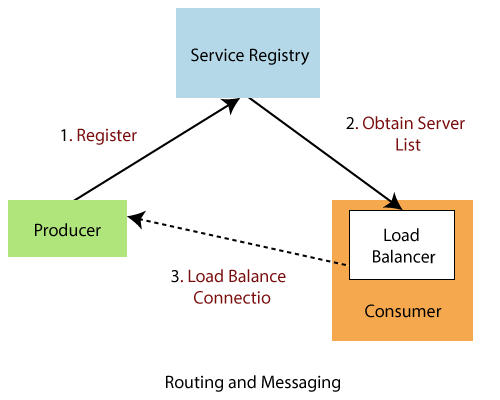 Service Registry
1. Register
2. Obtain Server
List
Producer
Load
Balancer
3. Load Balance
Connectio
Consumer
Routing and Messaging